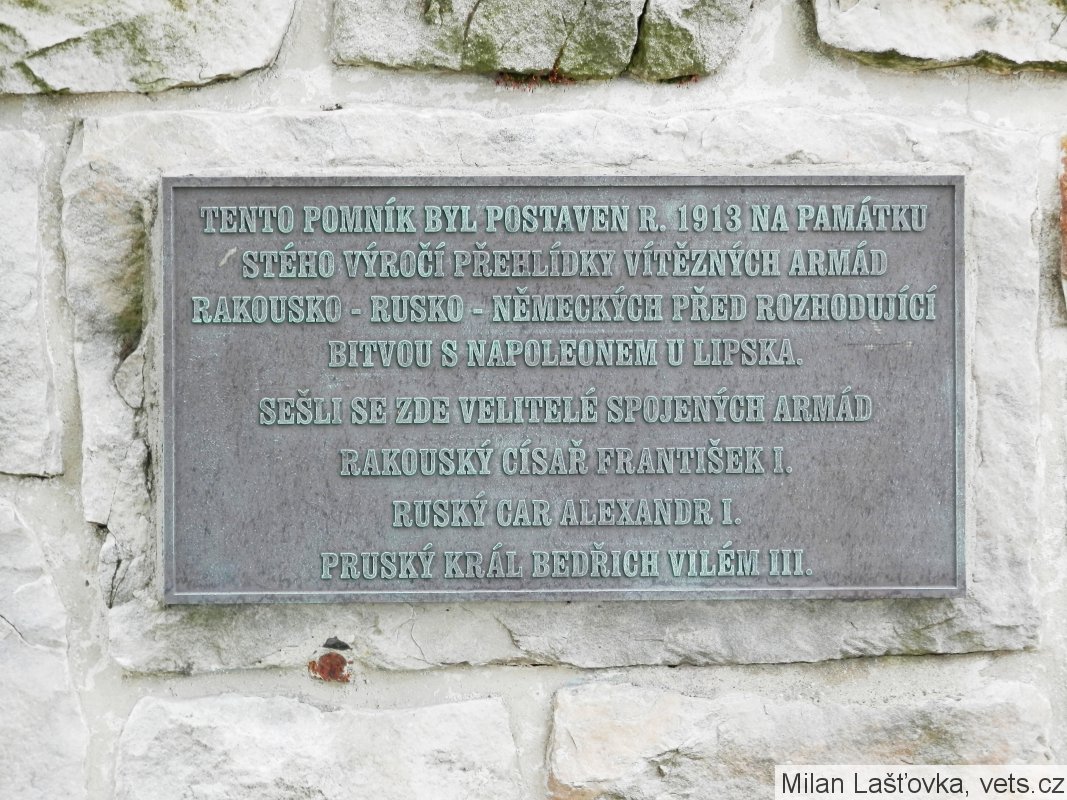 TENTO POMNÍK BYL POSTAVEN R. 1913 NA PAMÁTKU
STÉHO VÝROČÍ PŘEHLÍDKY VÍTĚZNÝCH ARMÁD
RAKOUSKO - RUSKO - NĚMECKÝCH PŘED ROZHODUJÍCÍ
BITVOU S NAPOLEONEM U LIPSKA.
SEŠLI SE ZDE VELITELÉ SPOJENÝCH ARMÁD
RAKOUSKÝ CÍSAŘ FRANTIŠEK I.
RUSKÝ CAR ALEXANDR I.
PRUSKÝ KRÁL BEDŘICH VILÉM III.
Milan Lašťovka, vets.cz